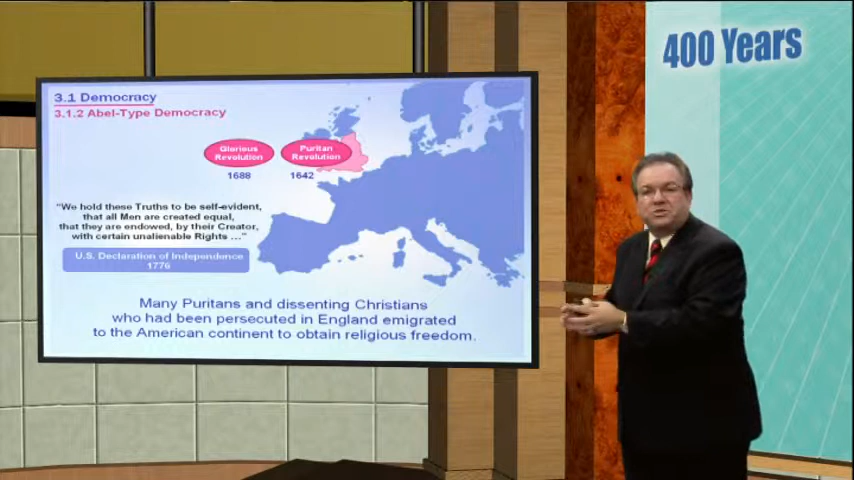 400 Years
3.1 Democracy
3.1.2 Abel-Type Democracy
Glorious
Revolution
1688
Puritan
Revolution
1642
“We hold these Truths to be self-evident,
that all Men are created equal,
that they are endowed, by their Creator,
with certain unalienable Rights ...”
U.S. Declaration of Independence
1776
Many Puritans and dissenting Christians
who had been persecuted in England emigrated
to the American continent to obtain religious freedom.